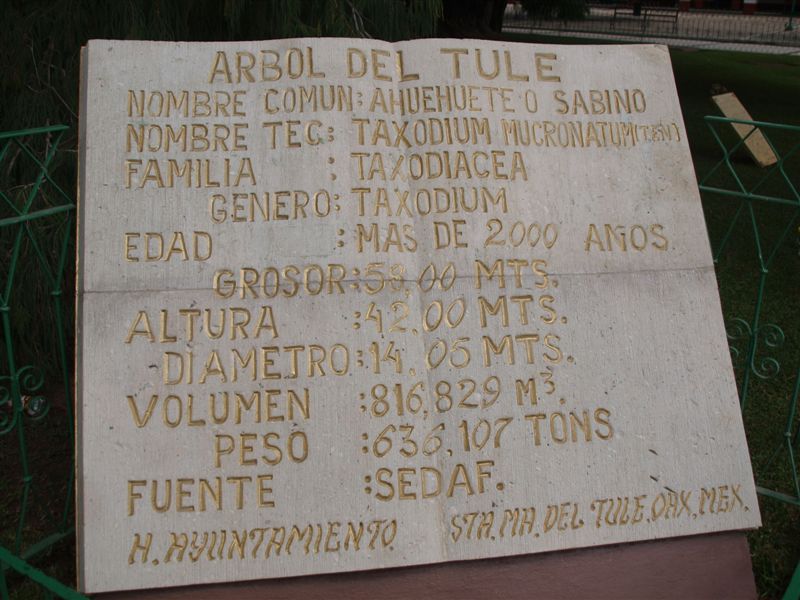 ARBOL DEL TULE
NOMBRE COMUN: AHUEHUETE O SABINO
NOMBRE TEC: TAXODIUM MUCRONATUM
FAMILIA : TAXODIACEA
GENERO: TAXODIUM
EDAD : MAS DE 2000 AÑOS.
GROSOR: 58.00 MTS.
ALTURA : 42.00 MTS.
DIAMETRO: 14.05 MTS.
VOLUMEN : 816,829 M3.
PESO : 636,107 TONS
FUENTE : SEDAF.
H. AYUNTAMIENTO. STA. MA. DEL TULE, OAX, MEX.